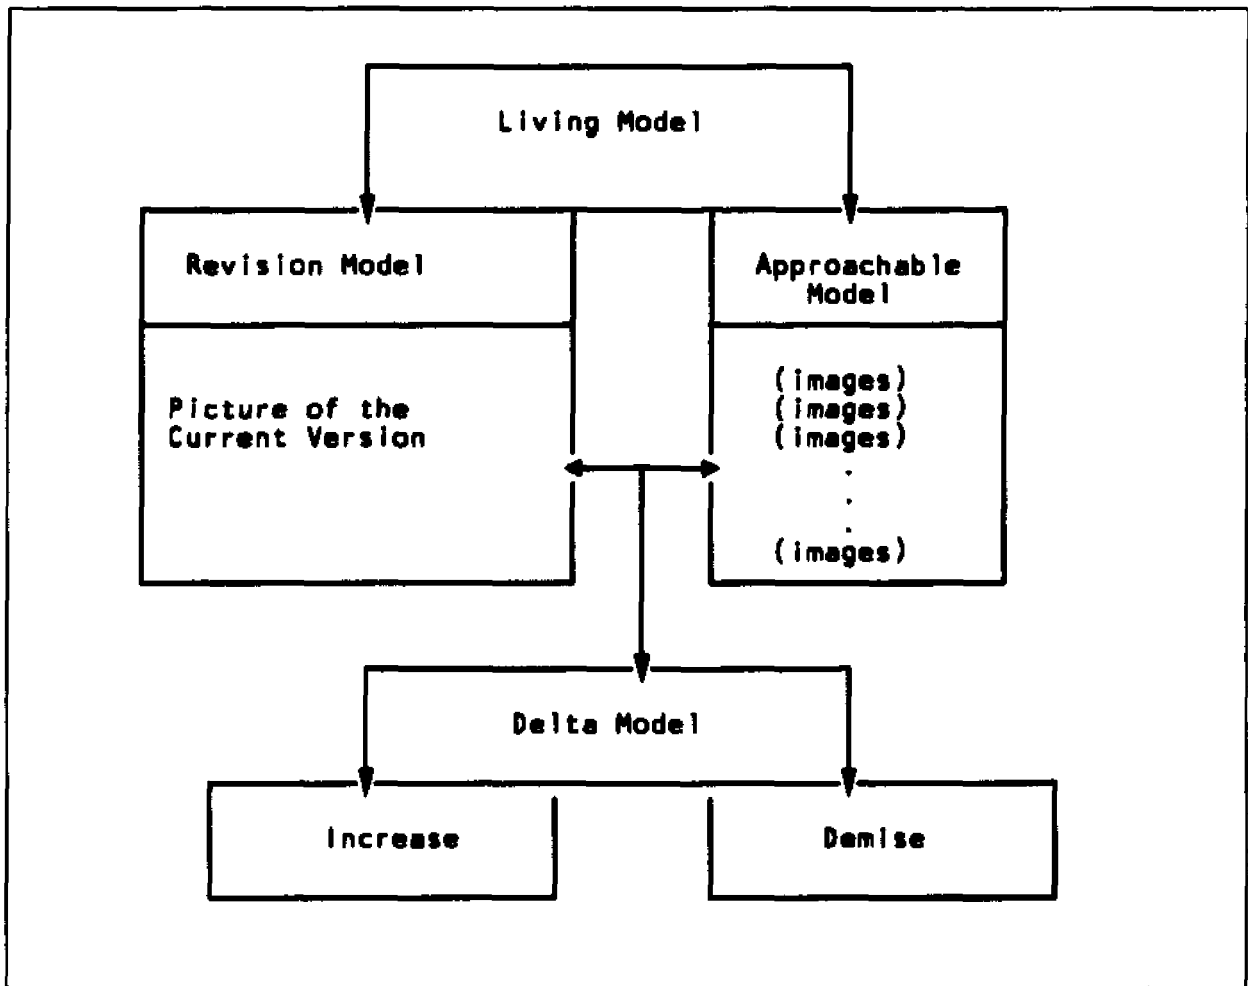 Living Model
Revision Model
Approachable
Model
Picture of the
Current Version
(images)
(images)
(images)
.
.
.
(images)
Delta Model
Increase
Demise